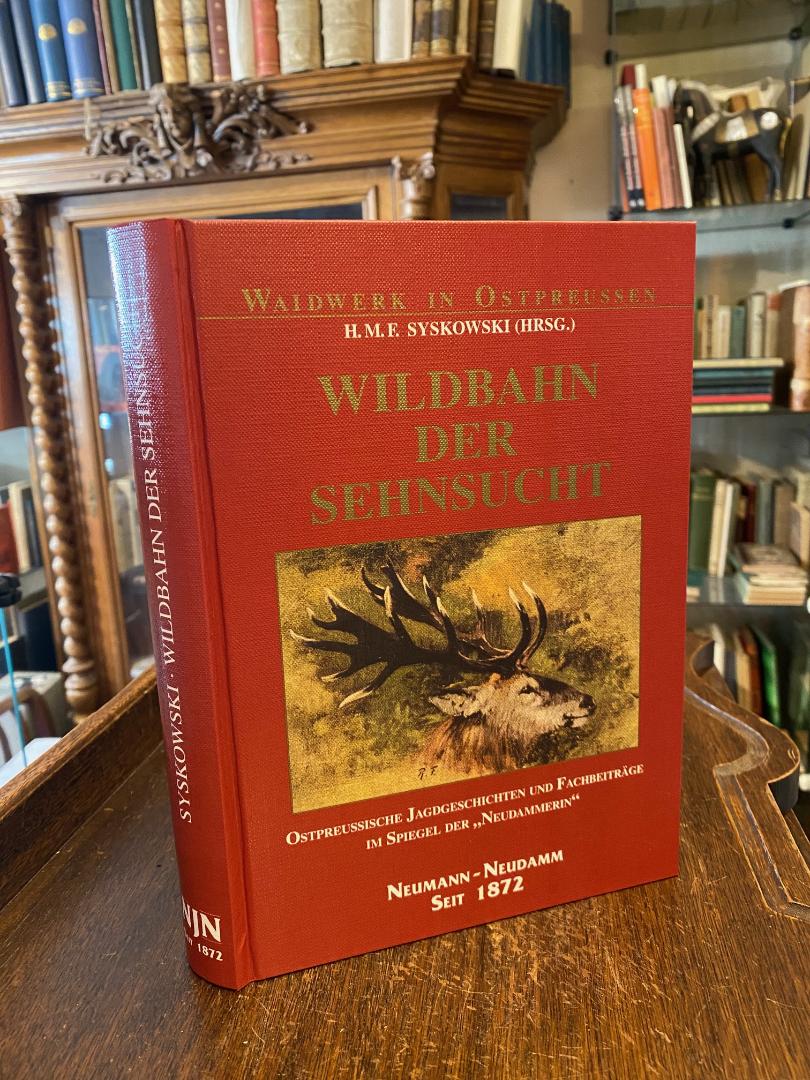 WAIDWERK IN OSTPREUSSEN
H. M. F. SYSKOWSKI (HRSG.)
WILDBAHN
DER
SEHNSUCHT
R. F.
OSTPREUSSISCHE JAGDGESCHICHTEN UND FACHBEITRÄGE
IM SPIEGEL DER „NEUDAMMERIN“
NEUMANN-NEUDAMM
SEIT 1872
SYSKOWSKI · WILDBAHN DER SEHNSUCHT
NJN
1872